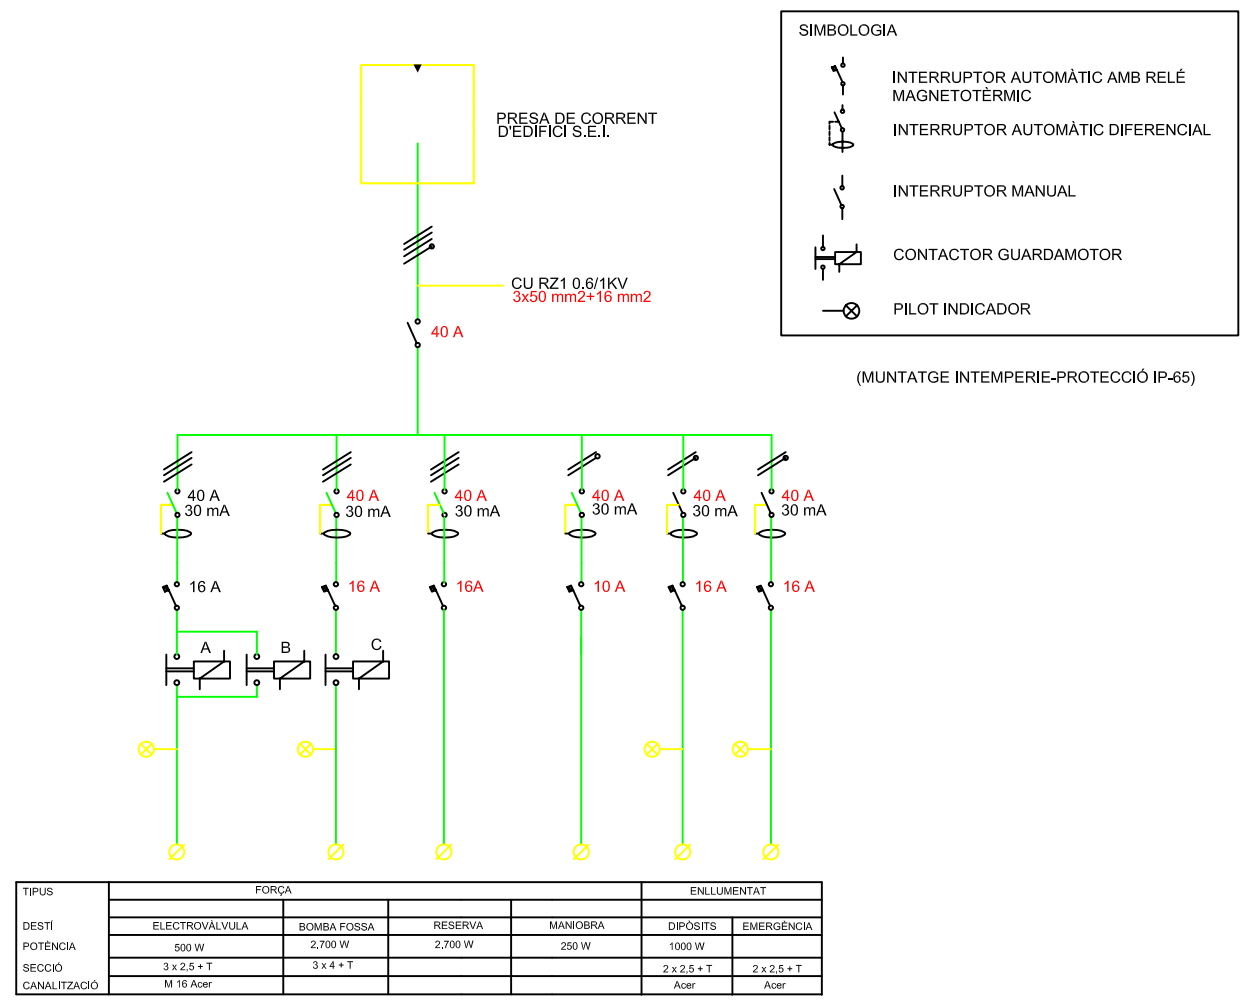 SIMBOLOGIA
INTERRUPTOR AUTOMÀTIC AMB RELÉ
MAGNETOTÈRMIC
INTERRUPTOR AUTOMÀTIC DIFERENCIAL
INTERRUPTOR MANUAL
CONTACTOR GUARDAMOTOR
PILOT INDICADOR
(MUNTATGE INTEMPERIE-PROTECCIÓ IP-65)
PRESA DE CORRENT
D'EDIFICI S.E.I.
CU RZ1 0.6/1KV
3x50 mm2+16 mm2
40 A
40 A 40 A 40 A 40 A 40 A 40 A
30 mA 30 mA 30 mA 30 mA 30 mA 30 mA
16 A 16 A 16A 10 A 16 A 16 A
A B C
TIPUS FORÇA ENLLUMENTAT
DESTÍ ELECTROVÀLVULA BOMBA FOSSA RESERVA MANIOBRA DIPÒSITS EMERGÈNCIA
POTÈNCIA 500 W 2,700 W 2,700 W 250 W 1000 W
SECCIÓ 3 x 2,5 + T 3 x 4 + T 2 x 2,5 + T 2 x 2,5 + T
CANALITZACIÓ M 16 Acer Acer Acer